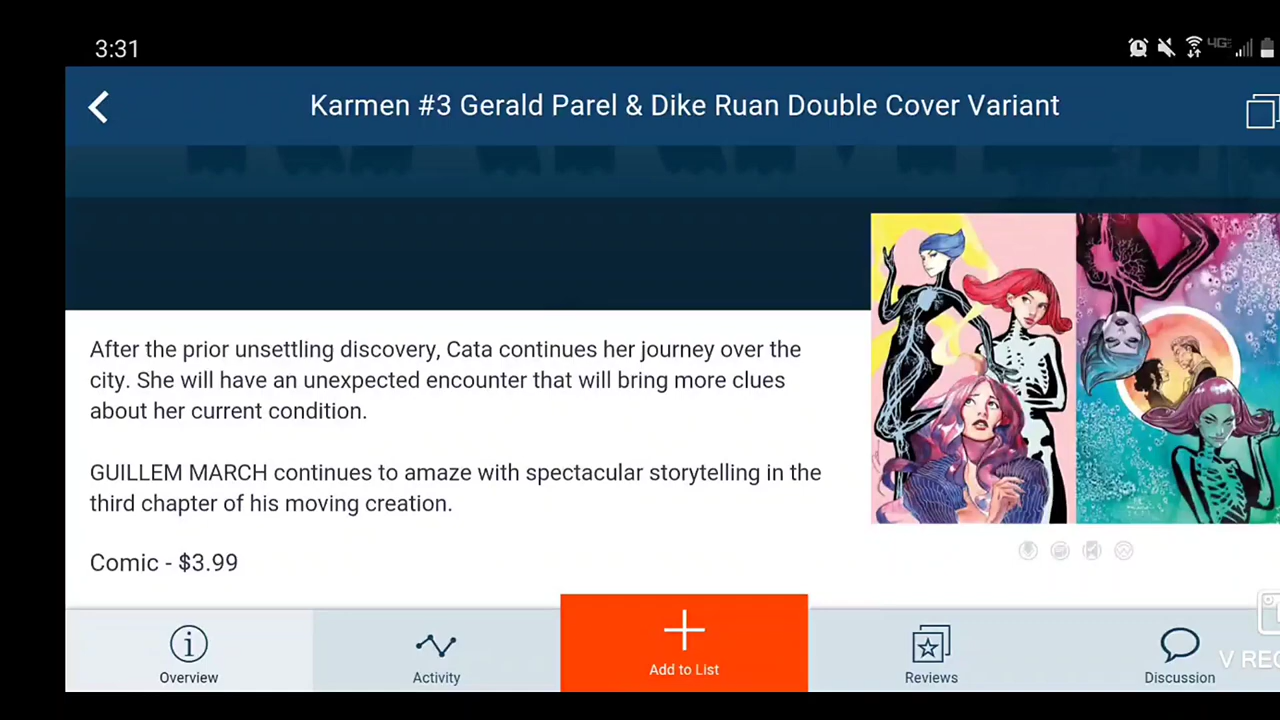 3:31
4G
Karmen #3 Gerald Parel & Dike Ruan Double Cover Variant
After the prior unsettling discovery, Cata continues her journey over the
city. She will have an unexpected encounter that will bring more clues
about her current condition.
GUILLEM MARCH continues to amaze with spectacular storytelling in the
third chapter of his moving creation.
Comic - $3.99
Overview
Activity
Add to List
Reviews
Discussion
V REC